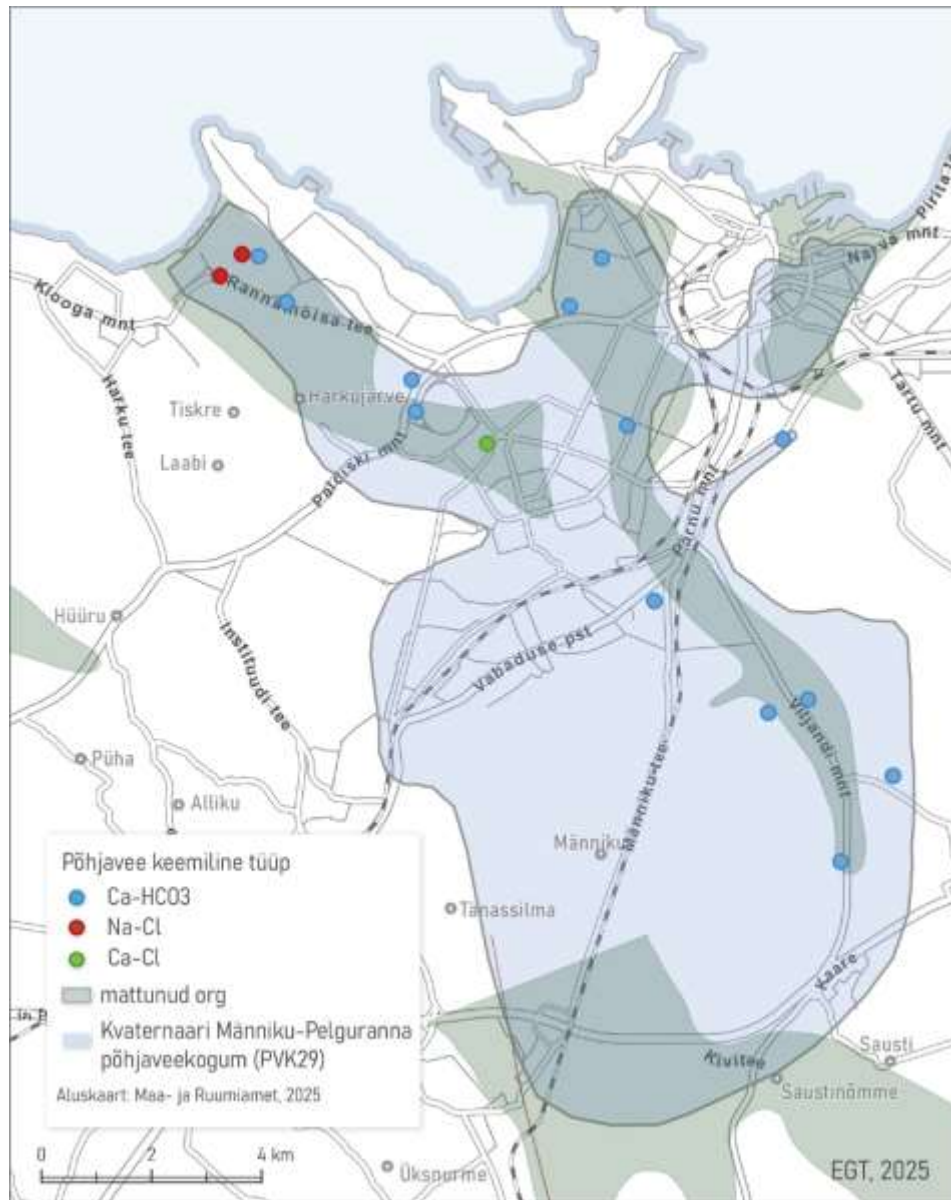 Pirita t
Narva mnt
Klooga mnt
Rannamõisa tee
Harku tee
Tiskre
Harkujärve
Tartu mnt
Laabi
Paldiski mnt
Pärnu mnt
Hüüru
Instituudi tee
Vabaduse pst
Viljandi mnt
Püha
Alliku
Männiku tee
Männiku
Tänassilma
Kaare
Sausti
Kiuitee
Saustinõmme
Üksnurme
Põhjavee keemiline tüüp
Ca-HCO3
Na-Cl
Ca-Cl
mattunud org
Kvaternaari Männiku-Pelguranna
põhjaveekogum (PVK29)
Aluskaart: Maa- ja Ruumiamet, 2025
0 2 4 km
EGT, 2025